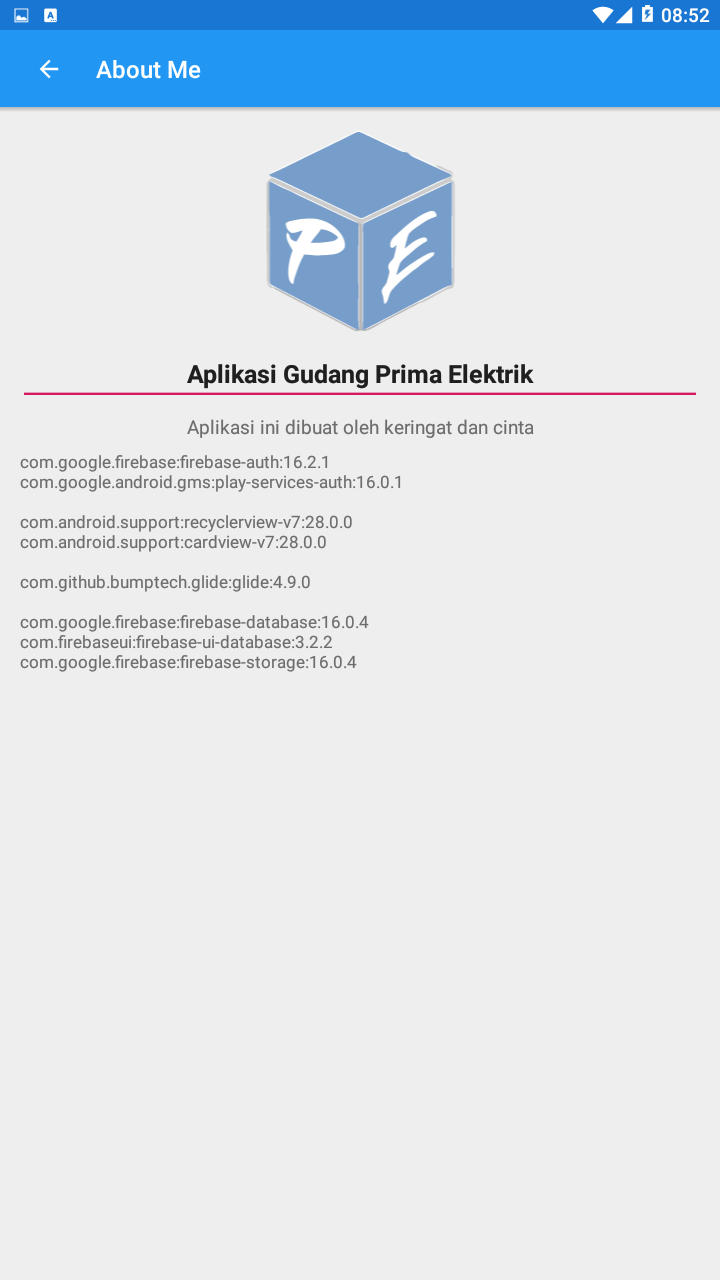 08:52
About Me
P E
Aplikasi Gudang Prima Elektrik
Aplikasi ini dibuat oleh keringat dan cinta
com.google.firebase:firebase-auth:16.2.1
com.google.android.gms:play-services-auth:16.0.1
com.android.support:recyclerview-v7:28.0.0
com.android.support:cardview-v7:28.0.0
com.github.bumptech.glide:glide:4.9.0
com.google.firebase:firebase-database:16.0.4
com.firebaseui:firebase-ui-database:3.2.2
com.google.firebase:firebase-storage:16.0.4